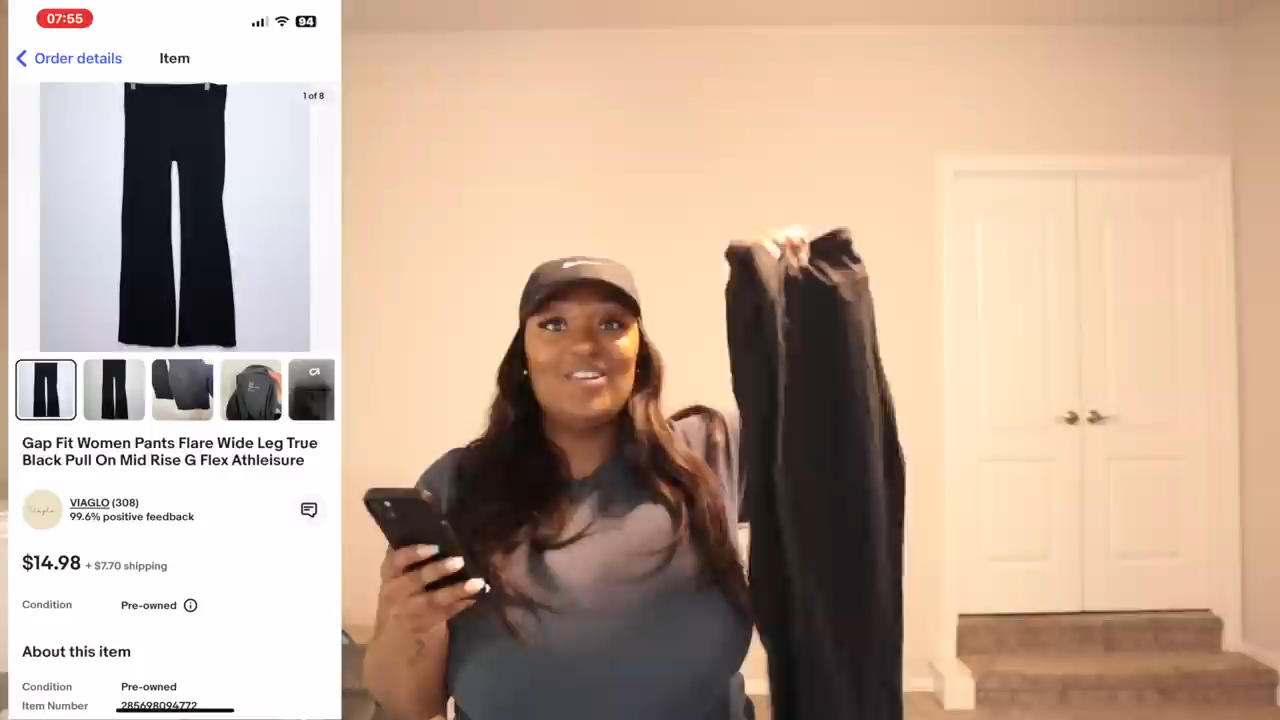 07:55
94
Order details
Item
1 of 8
Gap Fit Women Pants Flare Wide Leg True
Black Pull On Mid Rise G Flex Athleisure
VIAGLO (308)
99.6% positive feedback
$14.98 + $7.70 shipping
Condition Pre-owned
About this item
Condition Pre-owned
Item Number 285698094772